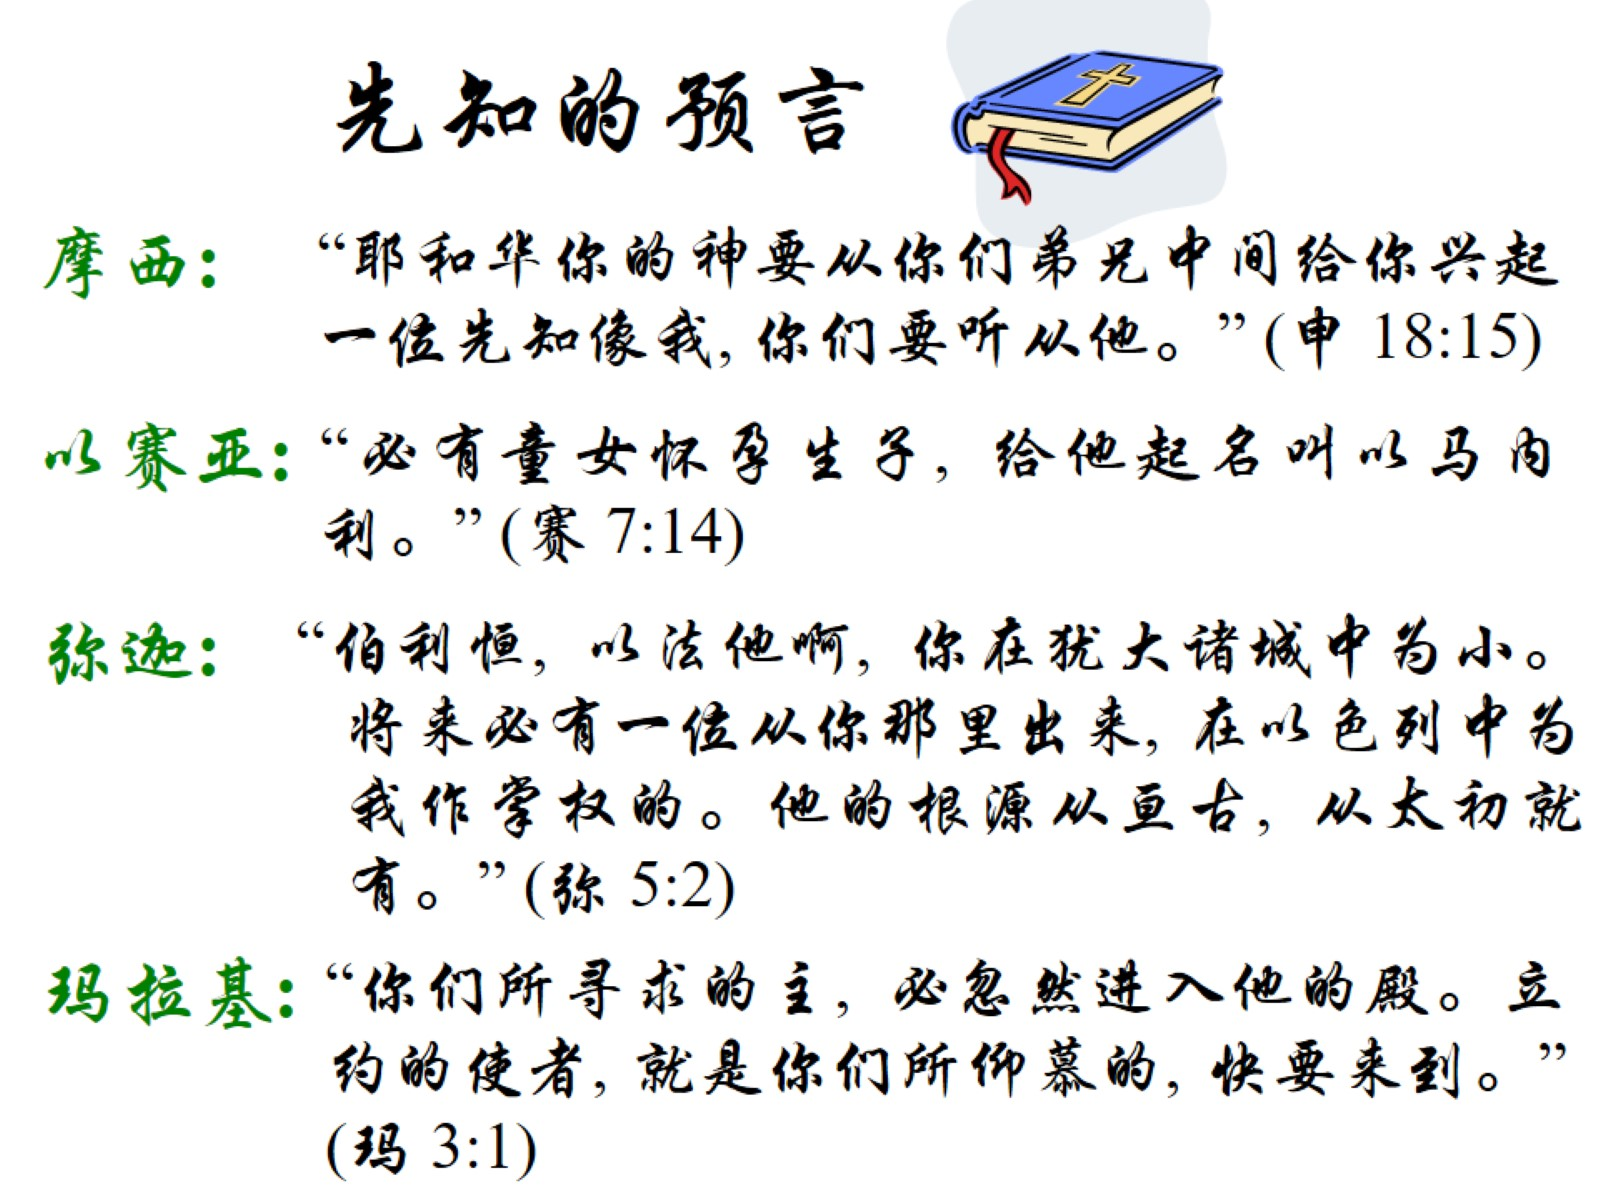 先知的预言
摩西： “耶和华你的神要从你们弟兄中间给你兴起
一位先知像我, 你们要听从他。” (申 18:15)
以赛亚： “必有童女怀孕生子, 给他起名叫以马内
利。” (赛 7:14)
弥迦： “伯利恒, 以法他啊, 你在犹大诸城中为小。
将来必有一位从你那里出来, 在以色列中为
我作掌权的。他的根源从亘古, 从太初就
有。” (弥 5:2)
玛拉基： “你们所寻求的主, 必忽然进入他的殿。立
约的使者, 就是你们所仰慕的, 快要来到。”
(玛 3:1)